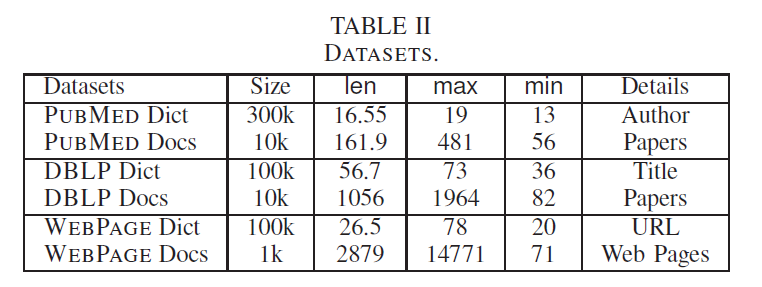 TABLE II
DATASETS.
Datasets Size len max min Details
PUBMED Dict 300k 16.55 19 13 Author
PUBMED Docs 10k 161.9 481 56 Papers
DBLP Dict 100k 56.7 73 36 Title
DBLP Docs 10k 1056 1964 82 Papers
WEBPAGE Dict 100k 26.5 78 20 URL
WEBPAGE Docs 1k 2879 14771 71 Web Pages